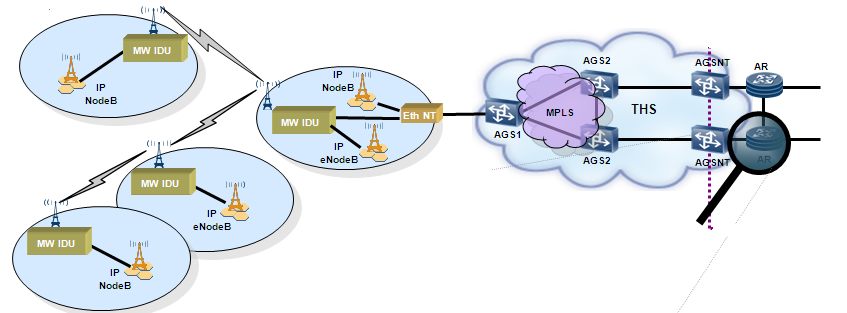 MW IDU
IP
NodeB
MW IDU
IP
eNodeB
MW IDU
IP
NodeB
IP
NodeB
MW IDU
IP
eNodeB
Eth NT
AGS1
MPLS
AGS2
THS
AGS2
AGSNT
AR
AGSNT
AR